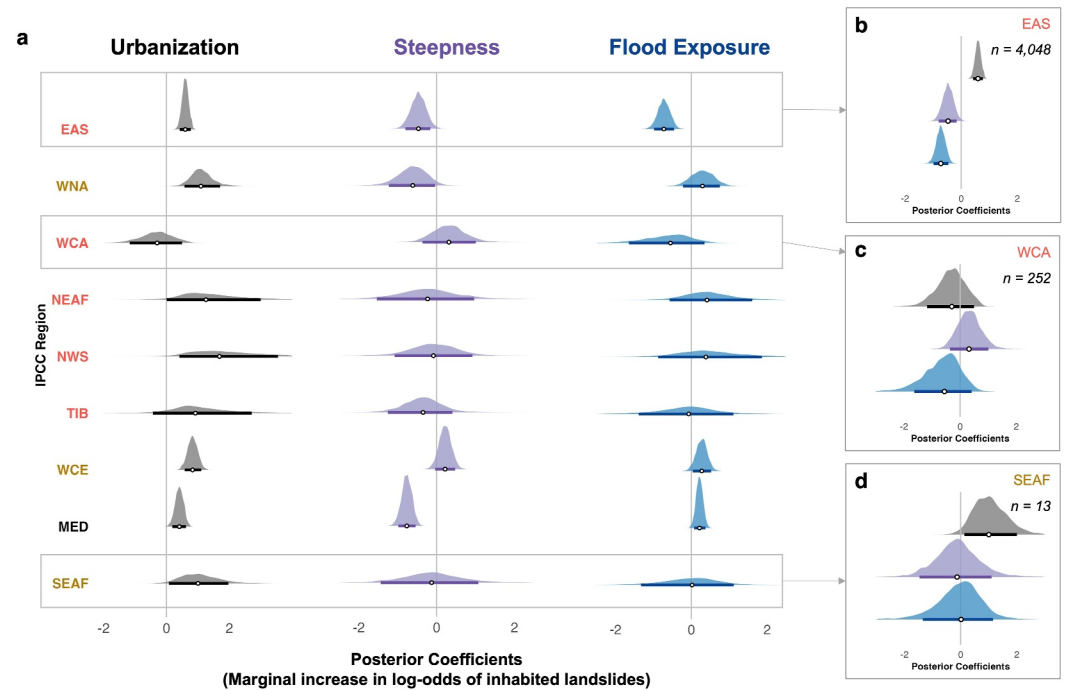 a
Urbanization
Steepness
Flood Exposure
IPCC Region
EAS
WNA
WCA
NEAF
NWS
TIB
WCE
MED
SEAF
-2 0 2
-2 0 2
-2 0 2
Posterior Coefficients
(Marginal increase in log-odds of inhabited landslides)
b
EAS
n = 4,048
-2 0 2
Posterior Coefficients
c
WCA
n = 252
-2 0 2
Posterior Coefficients
d
SEAF
n = 13
-2 0 2
Posterior Coefficients